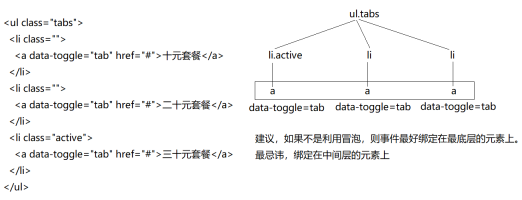 <ul class="tabs">
<li class="">
<a data-toggle="tab" href="#">十元套餐</a>
</li>
<li class="">
<a data-toggle="tab" href="#">二十元套餐</a>
</li>
<li class="active">
<a data-toggle="tab" href="#">三十元套餐</a>
</li>
</ul>
ul.tabs
li.active li li
a a a
data-toggle=tab data-toggle=tab data-toggle=tab
建议，如果不是利用冒泡，则事件最好绑定在最底层的元素上。
最忌讳，绑定在中间层的元素上